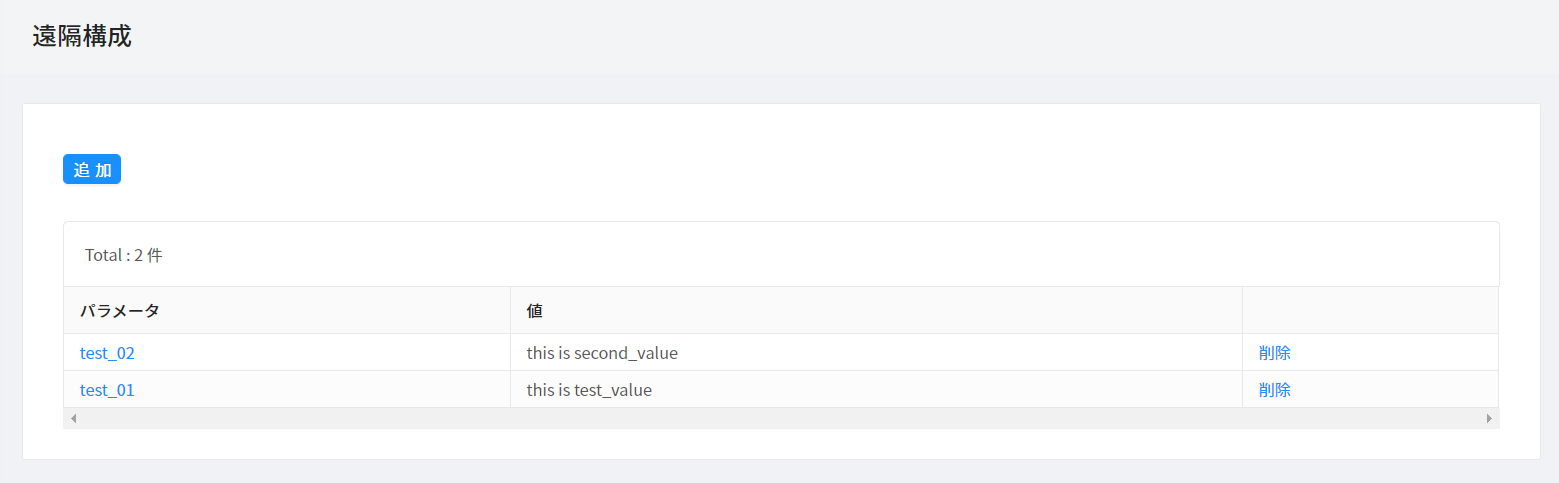 遠隔構成
追 加
Total : 2 件
パラメータ 値
test_02 this is second_value 削除
test_01 this is test_value 削除